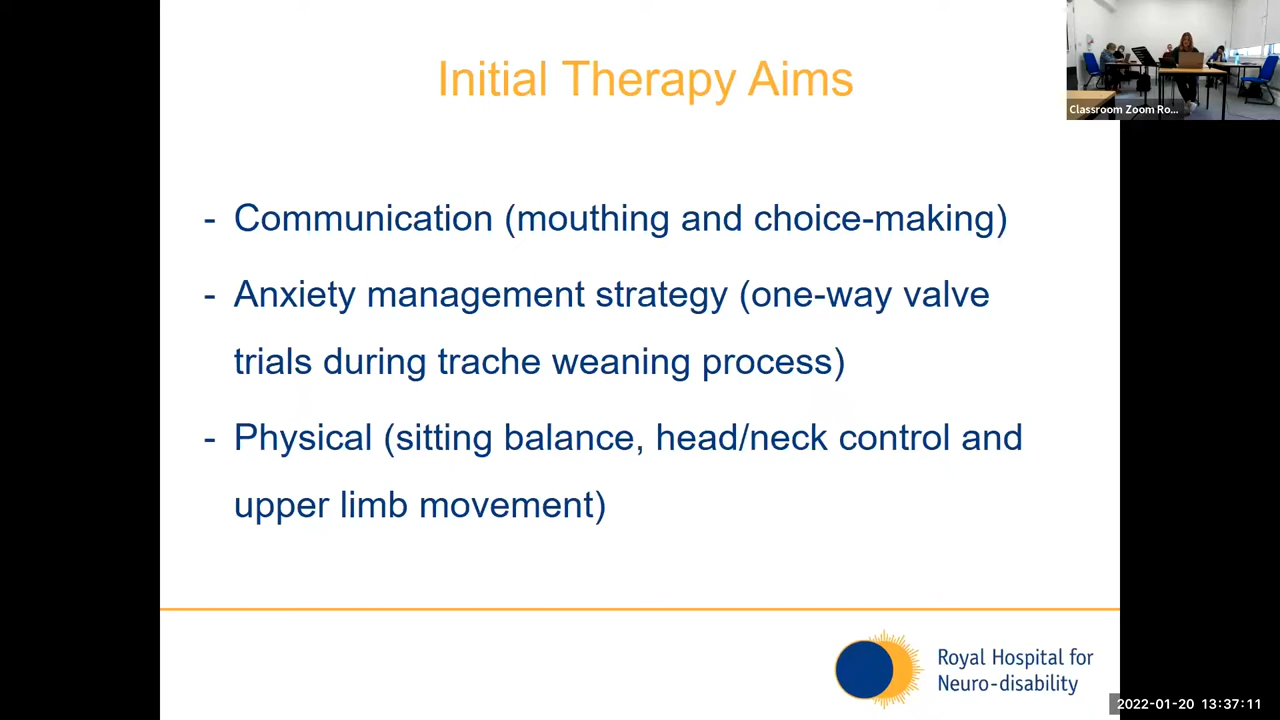 Initial Therapy Aims
Classroom Zoom Ro...
- Communication (mouthing and choice-making)
- Anxiety management strategy (one-way valve
trials during trache weaning process)
- Physical (sitting balance, head/neck control and
upper limb movement)
Royal Hospital for
Neuro-disability
2022-01-20 13:37:11